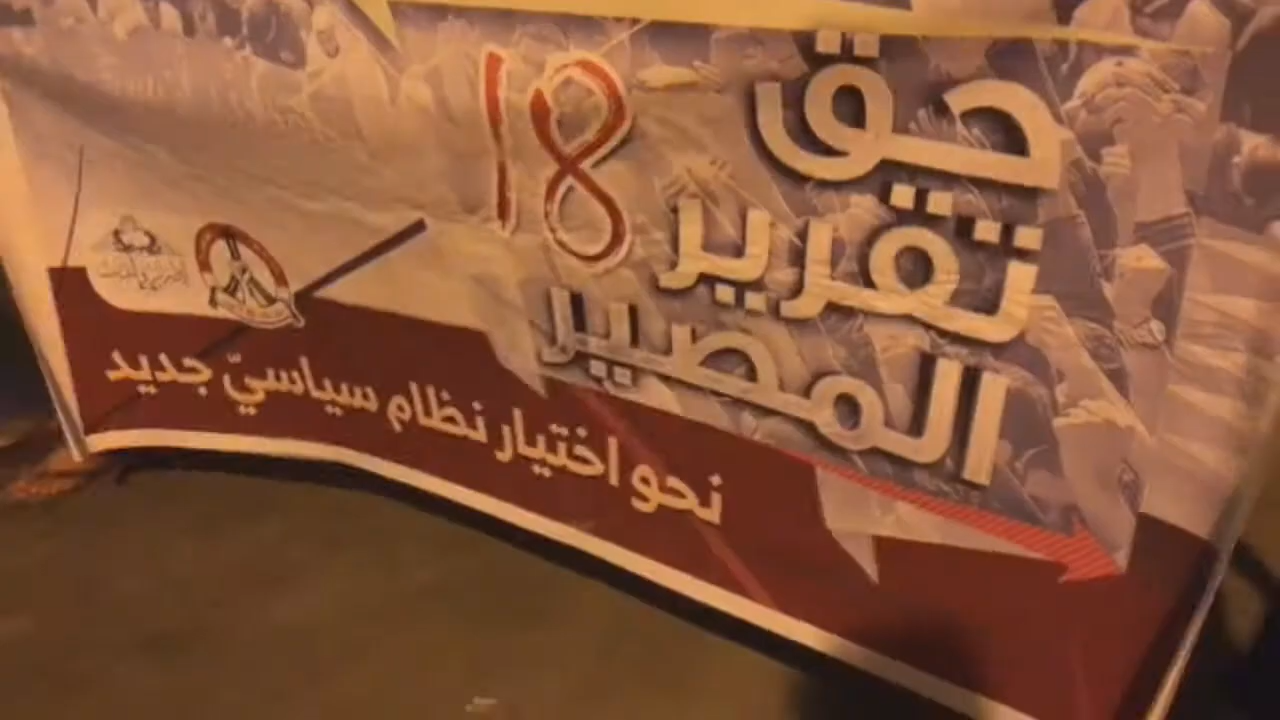 حق
تقرير
المصير
18
نحو اختيار نظام سياسيّ جديد